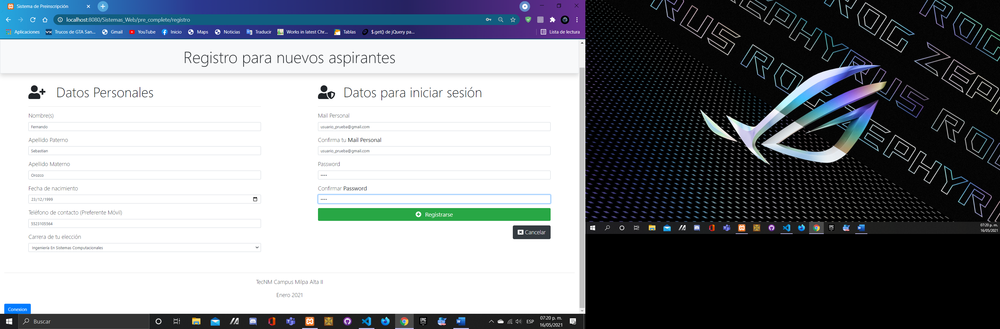 Sistema de Preinscripción
localhost:8080/Sistemas_Web/pre_complete/registro
Aplicaciones Trucos de GTA San... Gmail YouTube Inicio Maps Noticias Traducir Works in latest Chr... Tablas $.get() de jQuery pa... Lista de lectura
Registro para nuevos aspirantes
Datos Personales
Nombre(s)
Fernando
Apellido Paterno
Sebastian
Apellido Materno
Orozco
Fecha de nacimiento
23/12/1999
Teléfono de contacto (Preferente Móvil)
5523105564
Carrera de tu elección
Ingeniería En Sistemas Computacionales
Datos para iniciar sesión
Mail Personal
usuario_prueba@gmail.com
Confirma tu Mail Personal
usuario_prueba@gmail.com
Password
••••
Confirmar Password
••••
Registrarse
Cancelar
TecNM Campus Milpa Alta II
Enero 2021
Conexion
Buscar
ESP
07:20 p. m.
16/05/2021
ROG ZEPHYRUS ROG
07:20 p. m.
16/05/2021